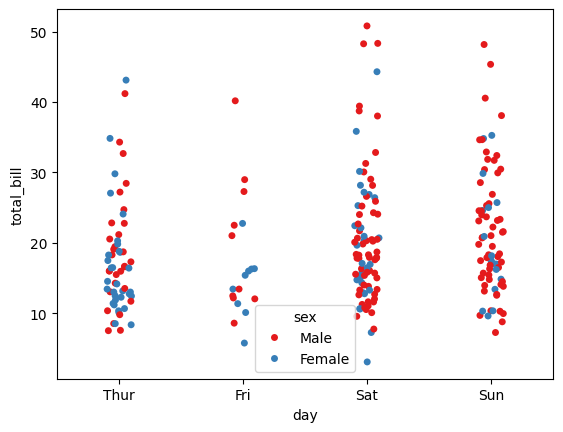 50
40
30
20
10
total_bill
sex
Male
Female
Thur Fri Sat Sun
day